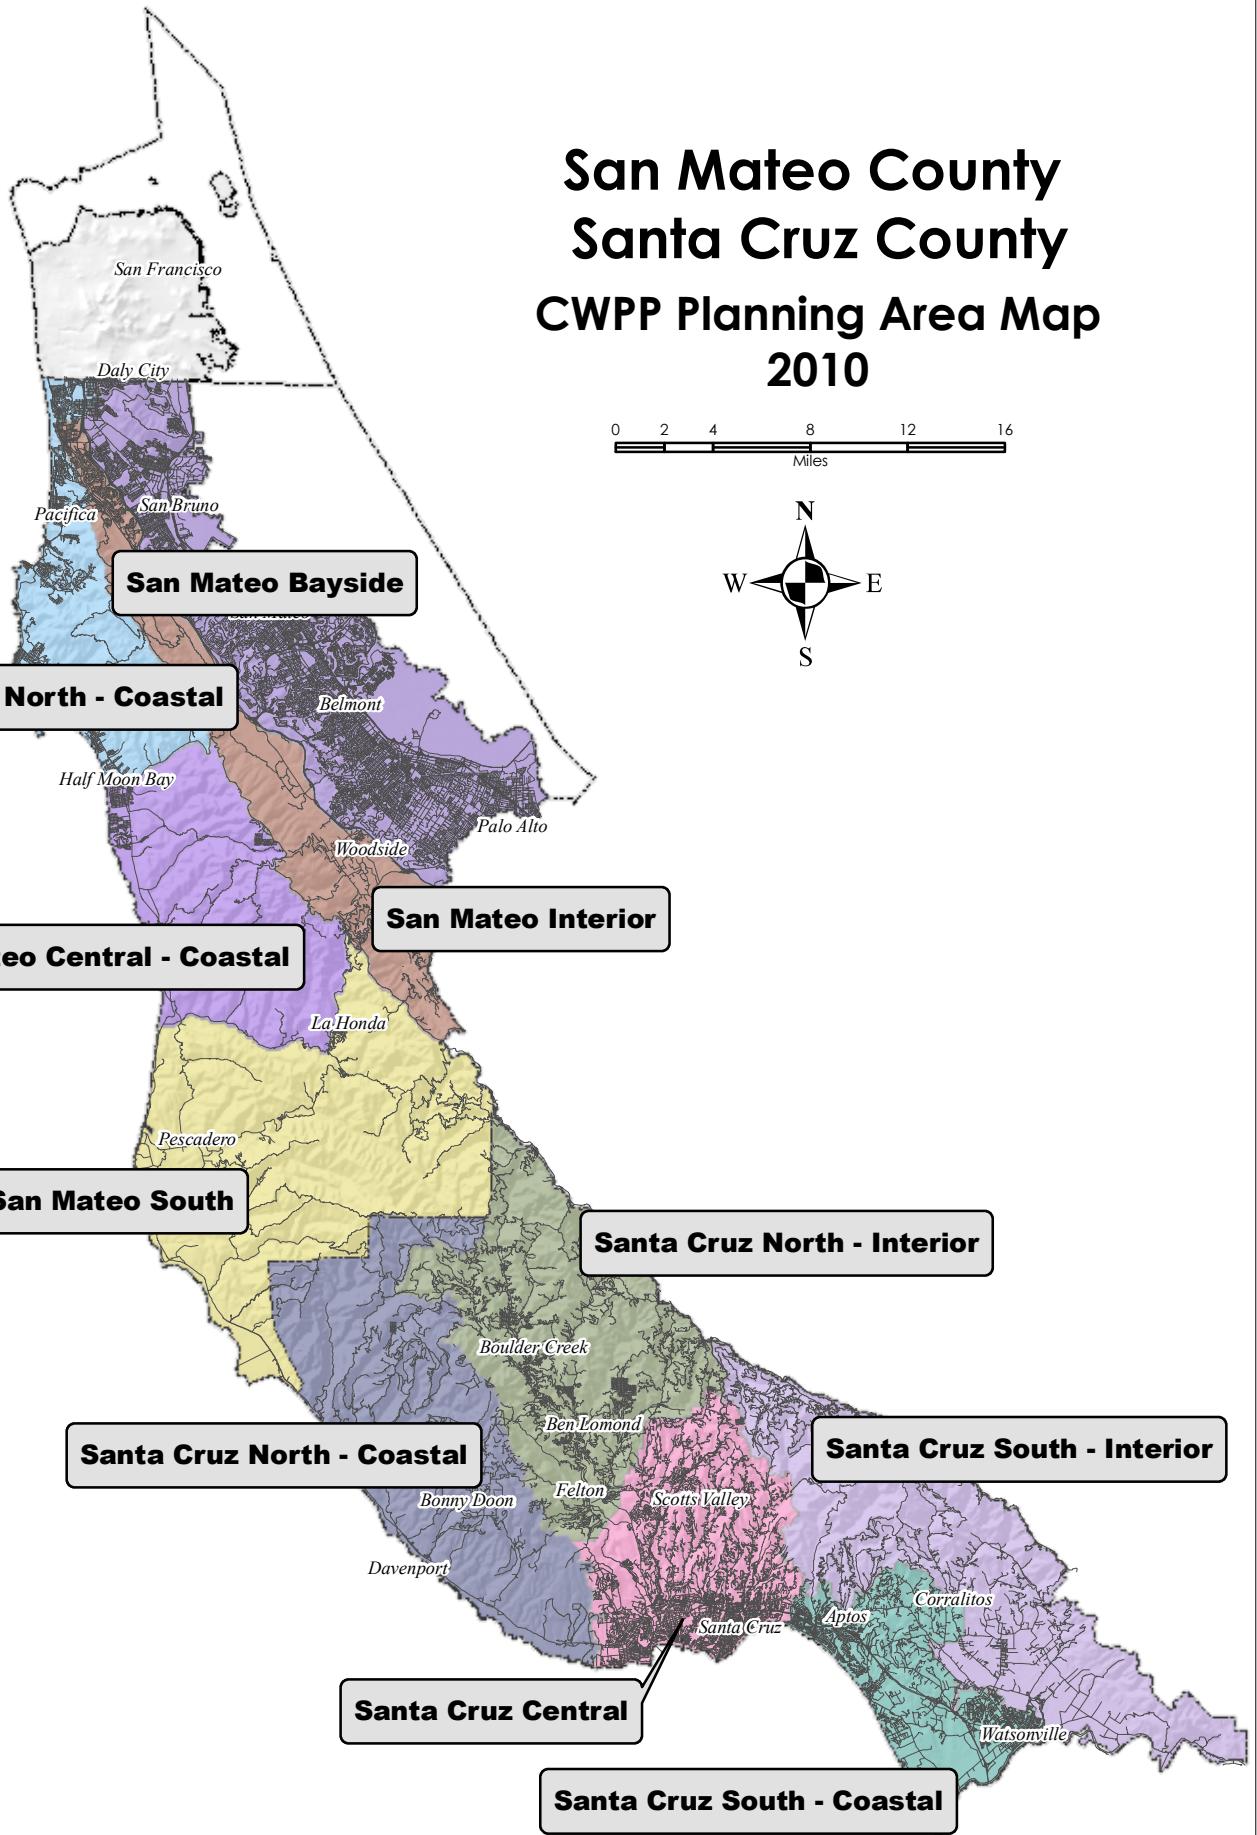 San Mateo County
Santa Cruz County
CWPP Planning Area Map
2010
0 2 4 8 12 16
Miles
N
W E
S
San Francisco
Daly City
Pacifica
San Bruno
San Mateo Bayside
North - Coastal
Belmont
Half Moon Bay
Palo Alto
Woodside
San Mateo Interior
eo Central - Coastal
La Honda
Pescadero
San Mateo South
Santa Cruz North - Interior
Boulder Creek
Ben Lomond
Santa Cruz North - Coastal
Santa Cruz South - Interior
Bonny Doon
Felton
Scotts Valley
Davenport
Corralitos
Aptos
Santa Cruz
Santa Cruz Central
Watsonville
Santa Cruz South - Coastal